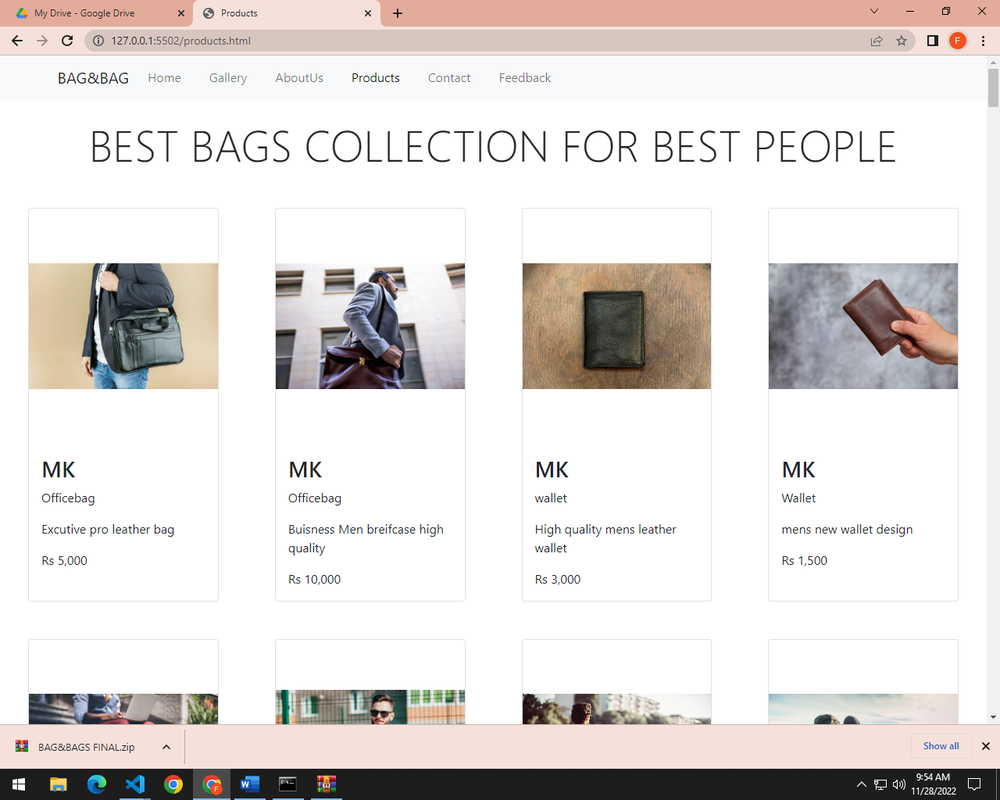 My Drive - Google Drive
Products
127.0.0.1:5502/products.html
F
BAG&BAG Home Gallery AboutUs Products Contact Feedback
BEST BAGS COLLECTION FOR BEST PEOPLE
MK
Officebag
Excutive pro leather bag
Rs 5,000
MK
Officebag
Buisness Men breifcase high
quality
Rs 10,000
MK
wallet
High quality mens leather
wallet
Rs 3,000
MK
Wallet
mens new wallet design
Rs 1,500
BAG&BAGS FINAL.zip
Show all
F
W
9:54 AM
11/28/2022